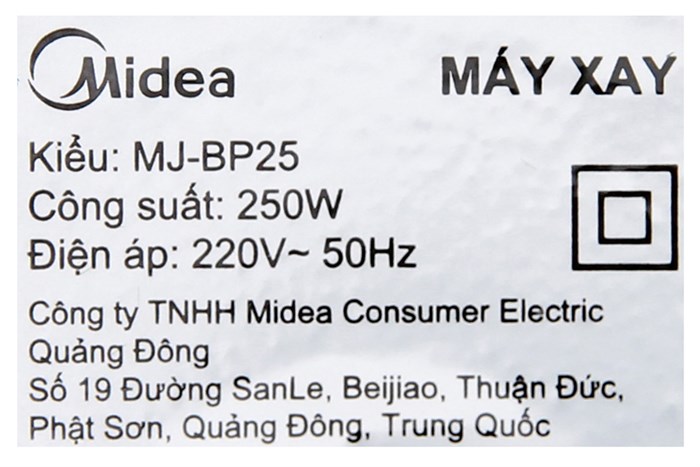 Midea
MÁY XAY
Kiểu: MJ-BP25
Công suất: 250W
Điện áp: 220V~ 50Hz
Công ty TNHH Midea Consumer Electric
Quảng Đông
Số 19 Đường SanLe, Beijiao, Thuận Đức,
Phật Sơn, Quảng Đông, Trung Quốc